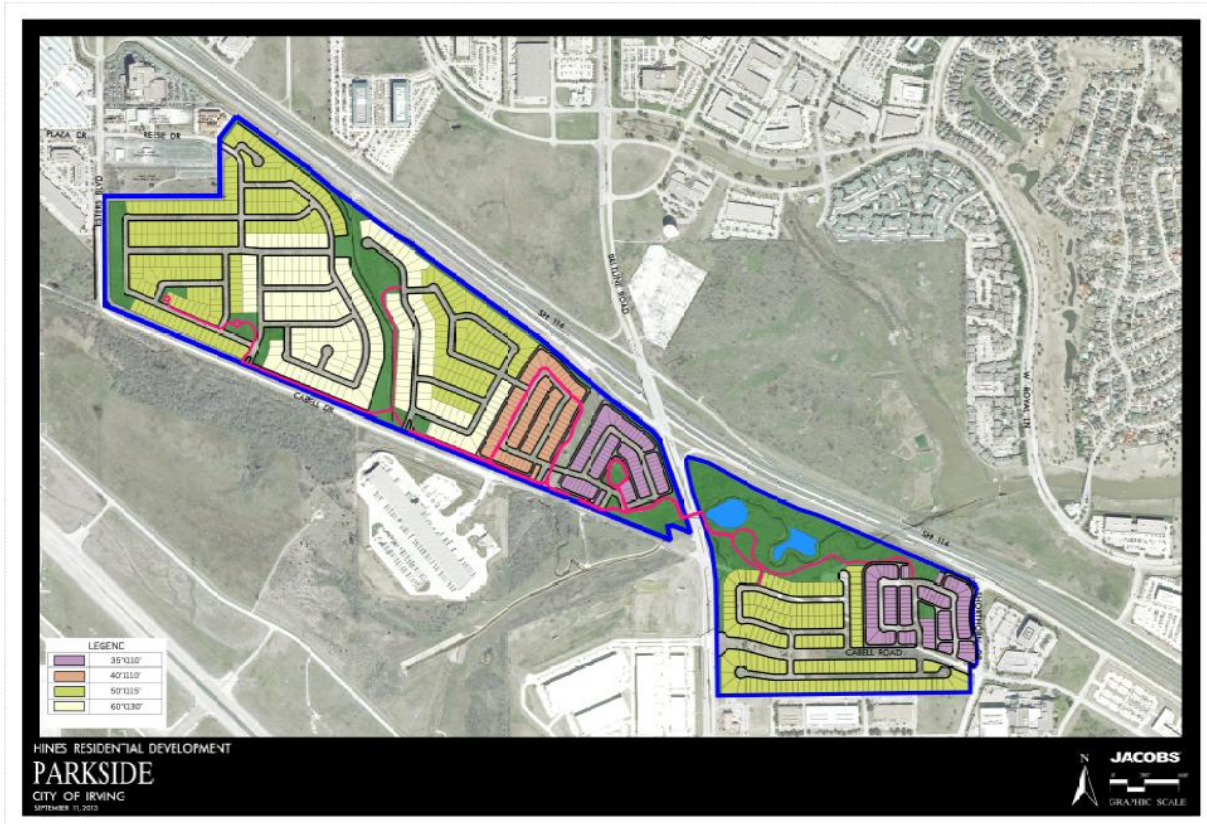 PLAZA DR
REESE DR
ESTERS BLVD
BELTLINE ROAD
SH 114
W. ROYAL LN
CABELL DR
SH 114
CABELL ROAD
LEGEND
35'X110'
40'X110'
50'X115'
60'X130'
HINES RESIDENTIAL DEVELOPMENT
PARKSIDE
CITY OF IRVING
SEPTEMBER 11, 2013
N
JACOBS
GRAPHIC SCALE